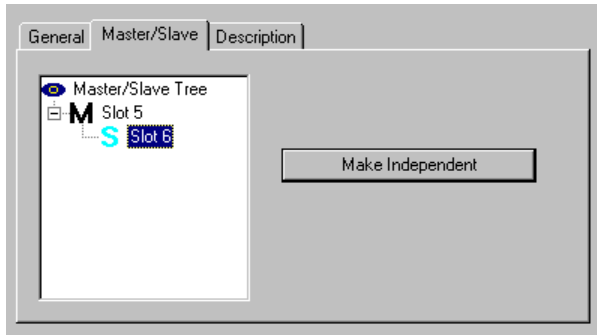 General Master/Slave Description
Master/Slave Tree
M Slot 5
S Slot 6
Make Independent